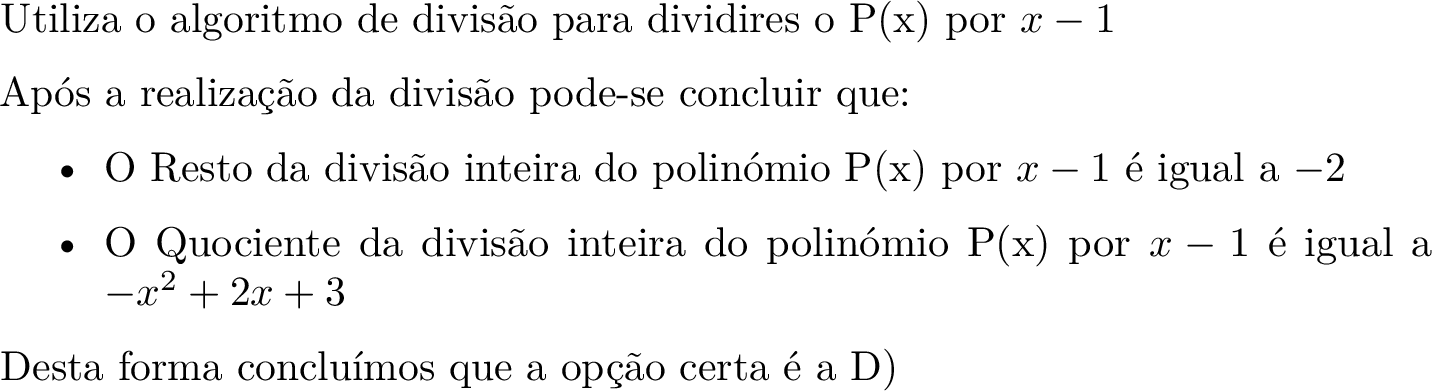 Utiliza o algoritmo de divisão para dividires o P(x) por $x - 1$
Após a realização da divisão pode-se concluir que:
• O Resto da divisão inteira do polinómio P(x) por $x - 1$ é igual a $-2$
• O Quociente da divisão inteira do polinómio P(x) por $x - 1$ é igual a
$-x^2 + 2x + 3$
Desta forma concluímos que a opção certa é a D)